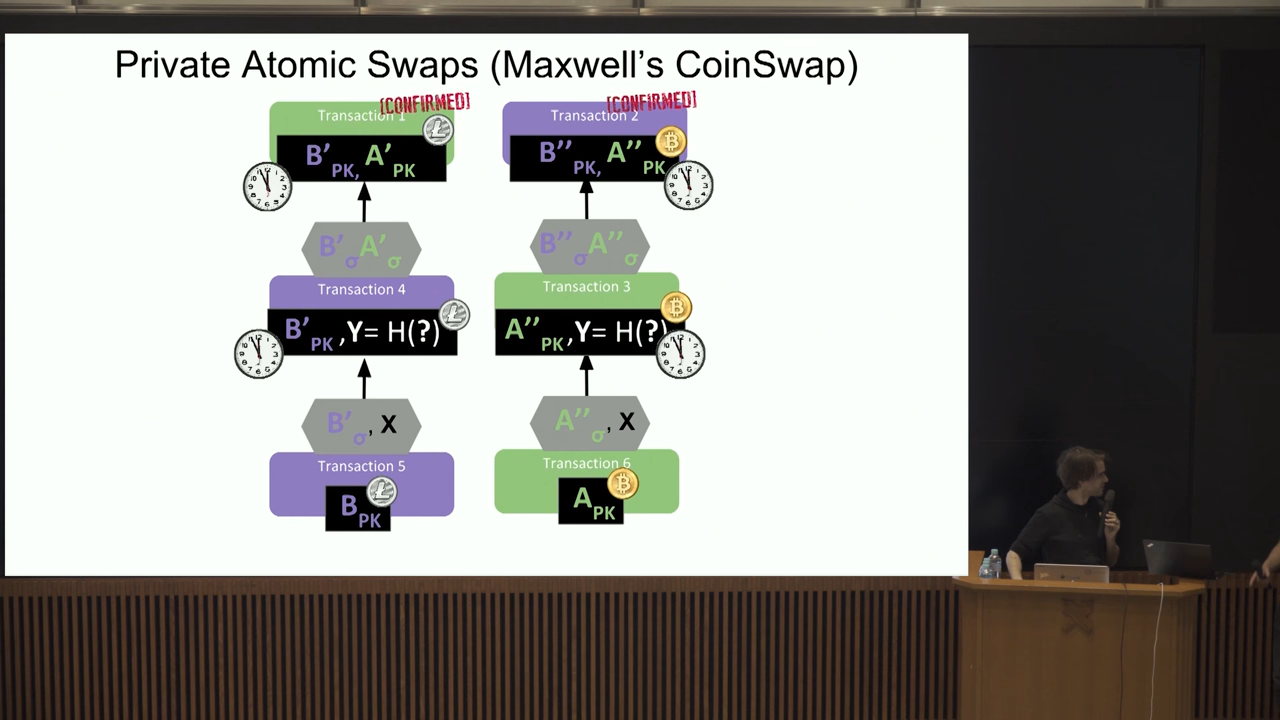 Private Atomic Swaps (Maxwell's CoinSwap)
[CONFIRMED]
Transaction 1
B'PK, A'PK
[CONFIRMED]
Transaction 2
B''PK, A''PK
B'σ A'σ
B''σ A''σ
Transaction 4
B'PK ,Y= H(?)
Transaction 3
A''PK ,Y= H(?)
B'σ, X
A''σ, X
Transaction 5
BPK
Transaction 6
APK